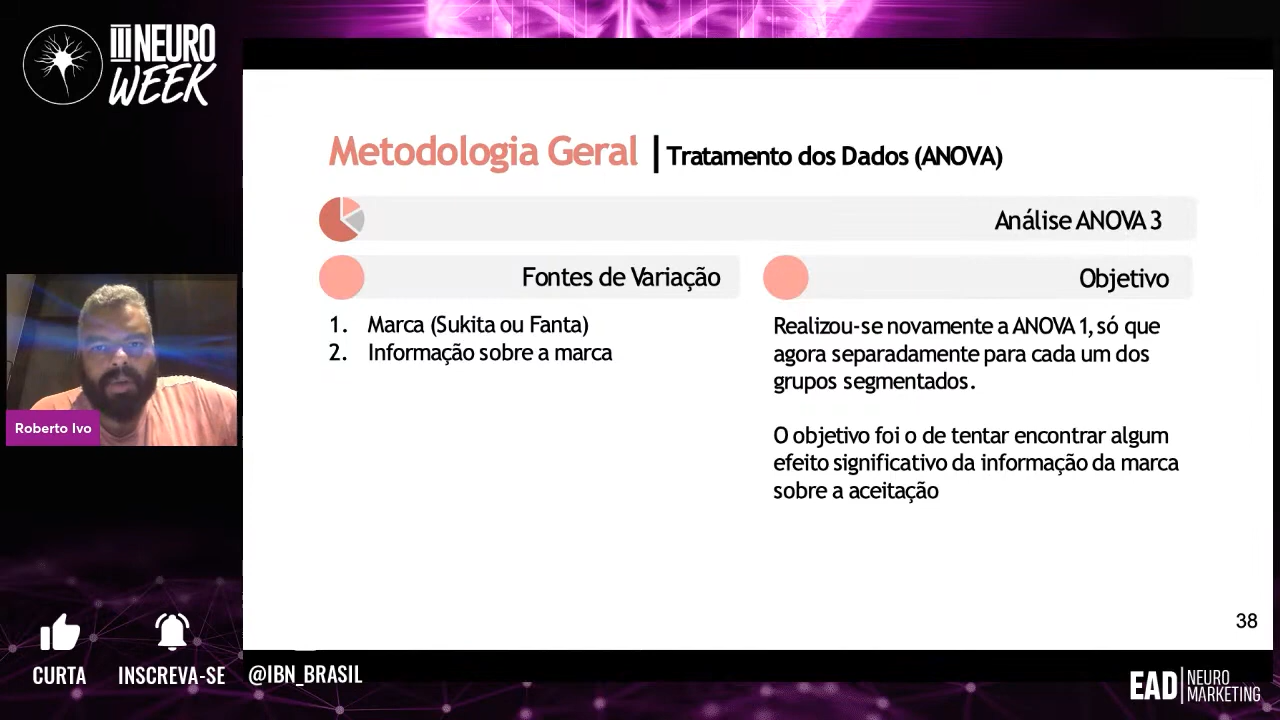 III NEURO
WEEK
Metodologia Geral | Tratamento dos Dados (ANOVA)
Análise ANOVA 3
Fontes de Variação
1. Marca (Sukita ou Fanta)
2. Informação sobre a marca
Objetivo
Realizou-se novamente a ANOVA 1, só que
agora separadamente para cada um dos
grupos segmentados.
O objetivo foi o de tentar encontrar algum
efeito significativo da informação da marca
sobre a aceitação
Roberto Ivo
38
CURTA
INSCREVA-SE
@IBN_BRASIL
EAD | NEURO
MARKETING